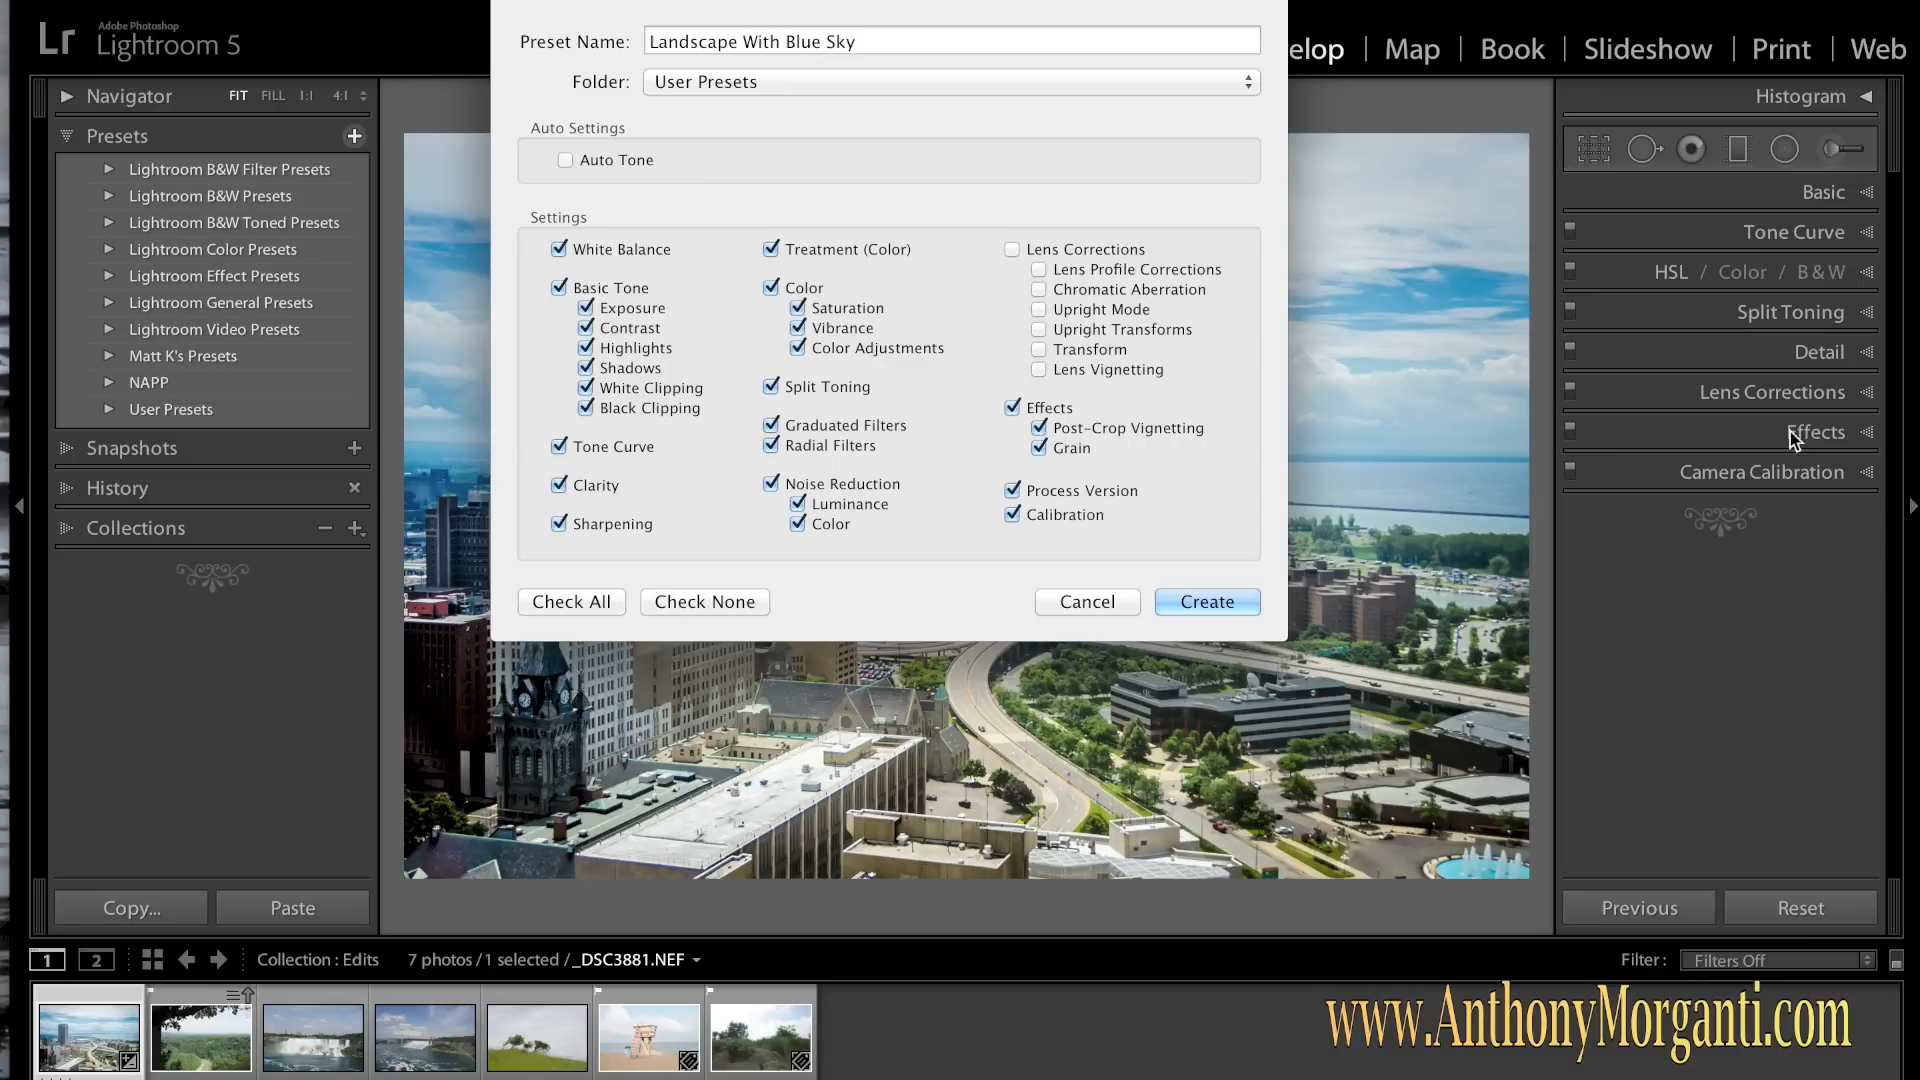 Lr Adobe Photoshop
Lightroom 5
elop | Map | Book | Slideshow | Print | Web
Preset Name: Landscape With Blue Sky
Folder: User Presets
Auto Settings
Auto Tone
Settings
White Balance
Basic Tone
Exposure
Contrast
Highlights
Shadows
White Clipping
Black Clipping
Tone Curve
Clarity
Sharpening
Treatment (Color)
Color
Saturation
Vibrance
Color Adjustments
Split Toning
Graduated Filters
Radial Filters
Noise Reduction
Luminance
Color
Lens Corrections
Lens Profile Corrections
Chromatic Aberration
Upright Mode
Upright Transforms
Transform
Lens Vignetting
Effects
Post-Crop Vignetting
Grain
Process Version
Calibration
Check All
Check None
Cancel
Create
Navigator FIT FILL 1:1 4:1
Presets
Lightroom B&W Filter Presets
Lightroom B&W Presets
Lightroom B&W Toned Presets
Lightroom Color Presets
Lightroom Effect Presets
Lightroom General Presets
Lightroom Video Presets
Matt K's Presets
NAPP
User Presets
Snapshots
History
Collections
Copy...
Paste
Histogram
Basic
Tone Curve
HSL / Color / B&W
Split Toning
Detail
Lens Corrections
Effects
Camera Calibration
Previous
Reset
1 2 Collection : Edits 7 photos / 1 selected / _DSC3881.NEF Filter : Filters Off
www.AnthonyMorganti.com